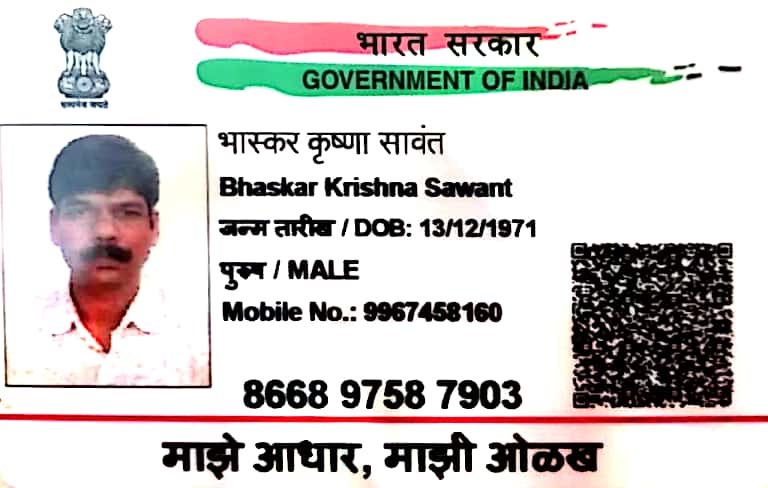 सत्यमेव जयते
भारत सरकार
GOVERNMENT OF INDIA
भास्कर कृष्णा सावंत
Bhaskar Krishna Sawant
जन्म तारीख / DOB: 13/12/1971
पुरुष / MALE
Mobile No.: 9967458160
8668 9758 7903
माझे आधार, माझी ओळख